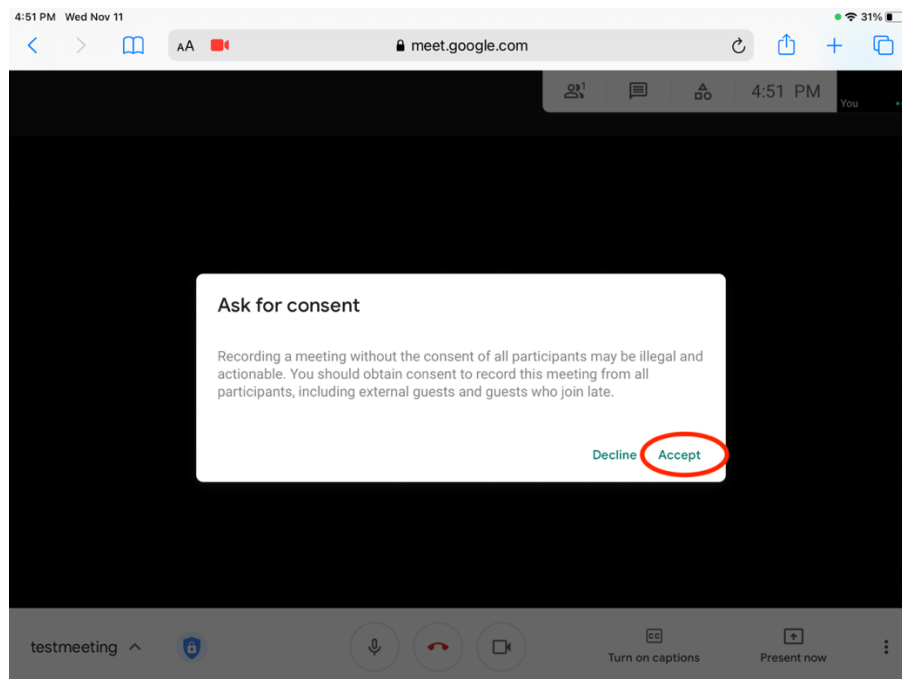 4:51 PM Wed Nov 11
31%
AA
meet.google.com
1
4:51 PM
You
Ask for consent
Recording a meeting without the consent of all participants may be illegal and
actionable. You should obtain consent to record this meeting from all
participants, including external guests and guests who join late.
Decline Accept
testmeeting
CC
Turn on captions
Present now